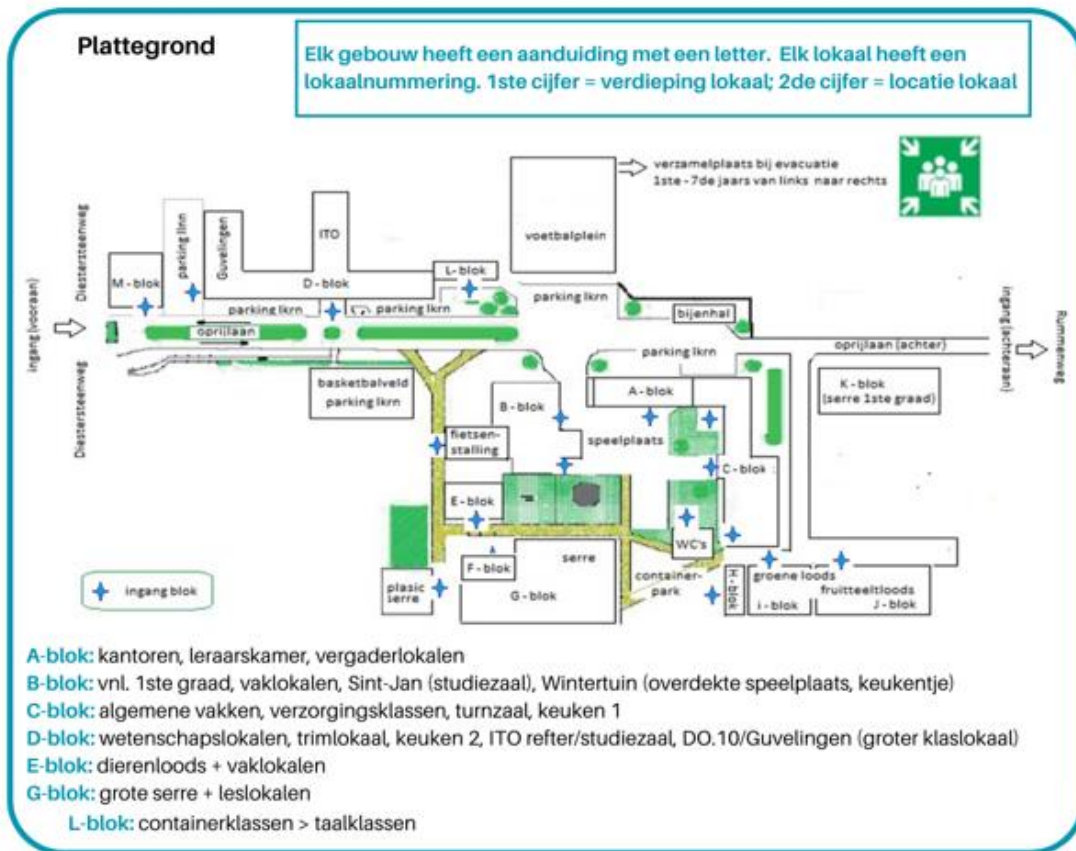 Plattegrond
Elk gebouw heeft een aanduiding met een letter. Elk lokaal heeft een
lokaalnummering. 1ste cijfer = verdieping lokaal; 2de cijfer = locatie lokaal
verzamelplaats bij evacuatie
1ste - 7de jaars van links naar rechts
Diestersteenweg
parking linn
Guvelingen
ITO
voetbalplein
M - blok
D - blok
L - blok
ingang (vooraan)
parking lkrn
parking lkrn
parking lkrn
bijenhal
ingang (achteraan)
Rummenweg
oprijlaan
oprijlaan (achter)
parking lkrn
Diestersteenweg
basketbalveld
parking lkrn
A - blok
K - blok
(serre 1ste graad)
B - blok
fietsen-
stalling
speelplaats
C - blok
E - blok
WC's
serre
F - blok
container-
park
H - blok
groene loods
fruitteeltloods
plasic
serre
G - blok
i - blok
J - blok
ingang blok
A-blok: kantoren, leraarskamer, vergaderlokalen
B-blok: vnl. 1ste graad, vaklokalen, Sint-Jan (studiezaal), Wintertuin (overdekte speelplaats, keukentje)
C-blok: algemene vakken, verzorgingsklassen, turnzaal, keuken 1
D-blok: wetenschapslokalen, trimlokaal, keuken 2, ITO refter/studiezaal, DO.10/Guvelingen (groter klaslokaal)
E-blok: dierenloods + vaklokalen
G-blok: grote serre + leslokalen
L-blok: containerklassen > taalklassen